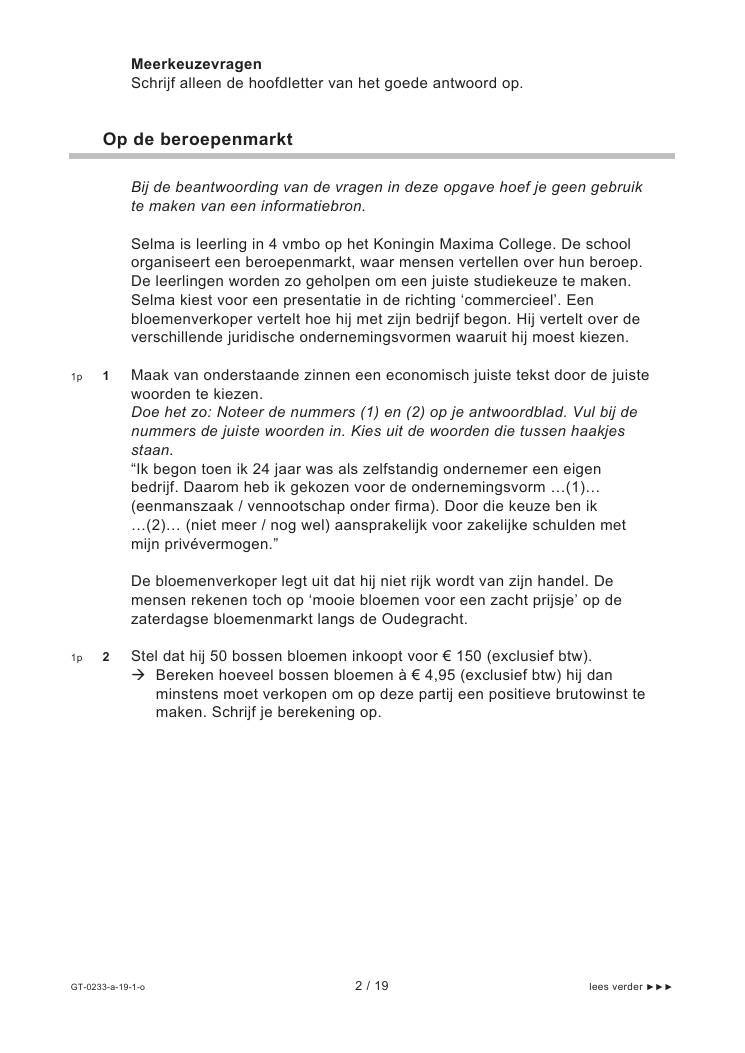 Meerkeuzevragen
Schrijf alleen de hoofdletter van het goede antwoord op.
Op de beroepenmarkt
Bij de beantwoording van de vragen in deze opgave hoef je geen gebruik
te maken van een informatiebron.
Selma is leerling in 4 vmbo op het Koningin Maxima College. De school
organiseert een beroepenmarkt, waar mensen vertellen over hun beroep.
De leerlingen worden zo geholpen om een juiste studiekeuze te maken.
Selma kiest voor een presentatie in de richting ‘commercieel’. Een
bloemenverkoper vertelt hoe hij met zijn bedrijf begon. Hij vertelt over de
verschillende juridische ondernemingsvormen waaruit hij moest kiezen.
1p 1 Maak van onderstaande zinnen een economisch juiste tekst door de juiste
woorden te kiezen.
Doe het zo: Noteer de nummers (1) en (2) op je antwoordblad. Vul bij de
nummers de juiste woorden in. Kies uit de woorden die tussen haakjes
staan.
“Ik begon toen ik 24 jaar was als zelfstandig ondernemer een eigen
bedrijf. Daarom heb ik gekozen voor de ondernemingsvorm …(1)…
(eenmanszaak / vennootschap onder firma). Door die keuze ben ik
…(2)… (niet meer / nog wel) aansprakelijk voor zakelijke schulden met
mijn privévermogen.”
De bloemenverkoper legt uit dat hij niet rijk wordt van zijn handel. De
mensen rekenen toch op ‘mooie bloemen voor een zacht prijsje’ op de
zaterdagse bloemenmarkt langs de Oudegracht.
1p 2 Stel dat hij 50 bossen bloemen inkoopt voor € 150 (exclusief btw).
→ Bereken hoeveel bossen bloemen à € 4,95 (exclusief btw) hij dan
minstens moet verkopen om op deze partij een positieve brutowinst te
maken. Schrijf je berekening op.
GT-0233-a-19-1-o 2 / 19 lees verder ►►►